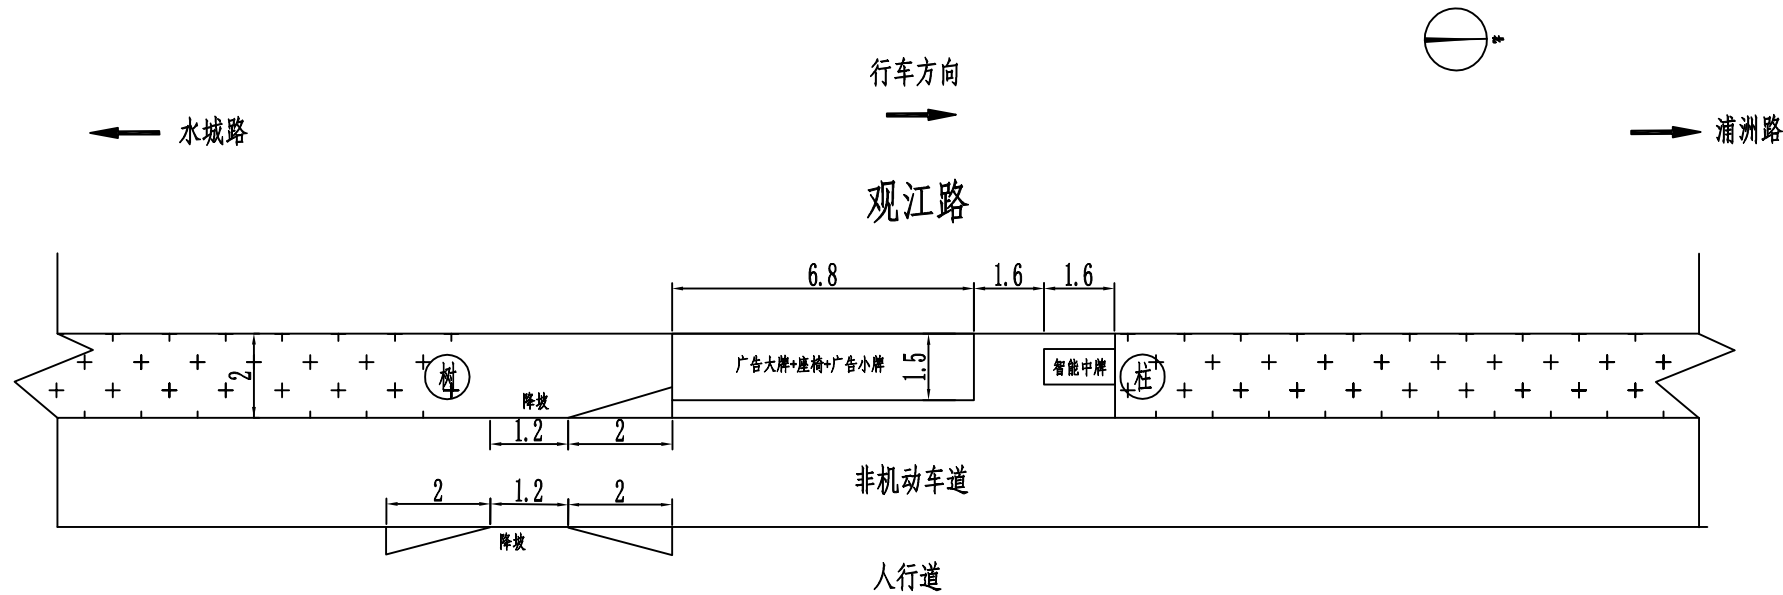 北
行车方向
水城路
浦洲路
观江路
6.8
1.6
1.6
广告大牌+座椅+广告小牌
1.5
智能中牌
2
树
柱
降坡
1.2
2
非机动车道
2
1.2
2
降坡
人行道